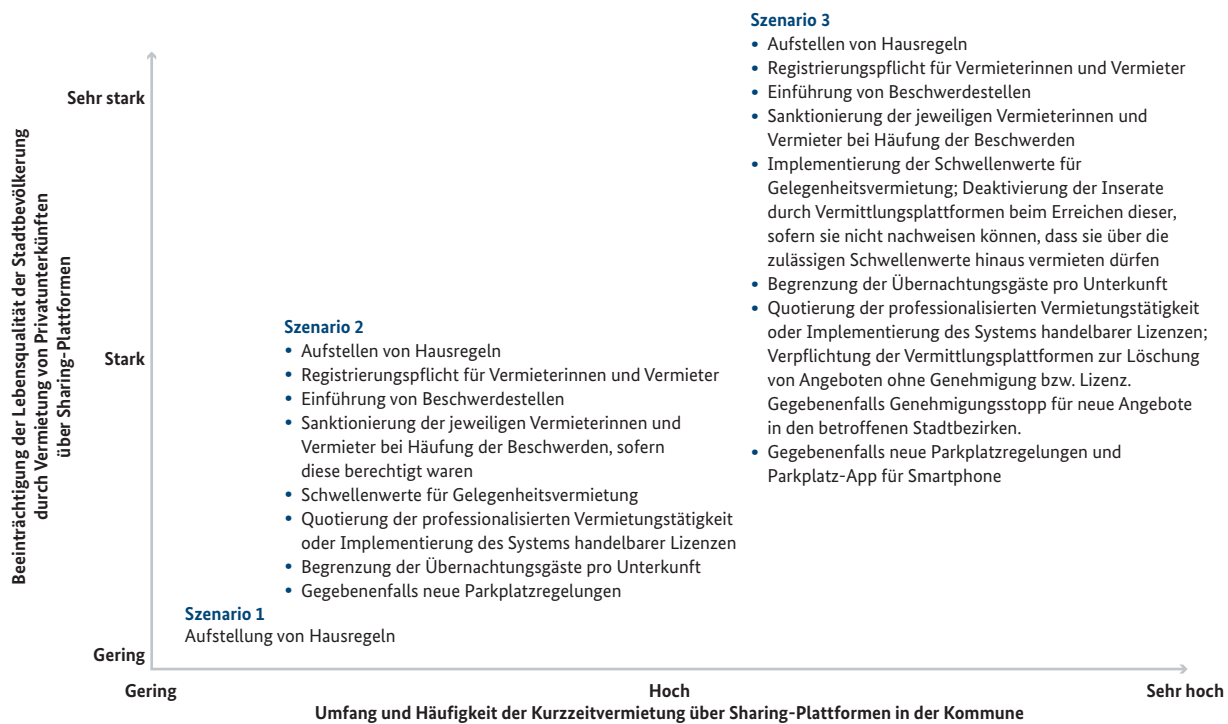 Szenario 3
• Aufstellen von Hausregeln
• Registrierungspflicht für Vermieterinnen und Vermieter
• Einführung von Beschwerdestellen
• Sanktionierung der jeweiligen Vermieterinnen und
Vermieter bei Häufung der Beschwerden
• Implementierung der Schwellenwerte für
Gelegenheitsvermietung; Deaktivierung der Inserate
durch Vermittlungsplattformen beim Erreichen dieser,
sofern sie nicht nachweisen können, dass sie über die
zulässigen Schwellenwerte hinaus vermieten dürfen
• Begrenzung der Übernachtungsgäste pro Unterkunft
• Quotierung der professionalisierten Vermietungstätigkeit
oder Implementierung des Systems handelbarer Lizenzen;
Verpflichtung der Vermittlungsplattformen zur Löschung
von Angeboten ohne Genehmigung bzw. Lizenz.
Gegebenenfalls Genehmigungsstopp für neue Angebote
in den betroffenen Stadtbezirken.
• Gegebenenfalls neue Parkplatzregelungen und
Parkplatz-App für Smartphone
Szenario 2
• Aufstellen von Hausregeln
• Registrierungspflicht für Vermieterinnen und Vermieter
• Einführung von Beschwerdestellen
• Sanktionierung der jeweiligen Vermieterinnen und
Vermieter bei Häufung der Beschwerden, sofern
diese berechtigt waren
• Schwellenwerte für Gelegenheitsvermietung
• Quotierung der professionalisierten Vermietungstätigkeit
oder Implementierung des Systems handelbarer Lizenzen
• Begrenzung der Übernachtungsgäste pro Unterkunft
• Gegebenenfalls neue Parkplatzregelungen
Szenario 1
Aufstellung von Hausregeln
Sehr stark
Stark
Gering
Beeinträchtigung der Lebensqualität der Stadtbevölkerung
durch Vermietung von Privatunterkünften
über Sharing-Plattformen
Gering
Hoch
Sehr hoch
Umfang und Häufigkeit der Kurzzeitvermietung über Sharing-Plattformen in der Kommune